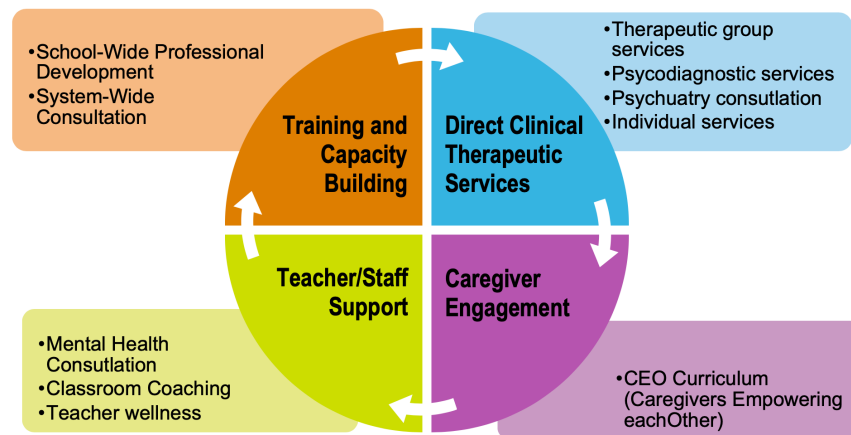 •School-Wide Professional
Development
•System-Wide
Consultation
Training and
Capacity
Building
•Therapeutic group
services
•Psycodiagnostic services
•Psychuatry consutlation
•Individual services
Direct Clinical
Therapeutic
Services
Teacher/Staff
Support
•Mental Health
Consutlation
•Classroom Coaching
•Teacher wellness
Caregiver
Engagement
•CEO Curriculum
(Caregivers Empowering
eachOther)